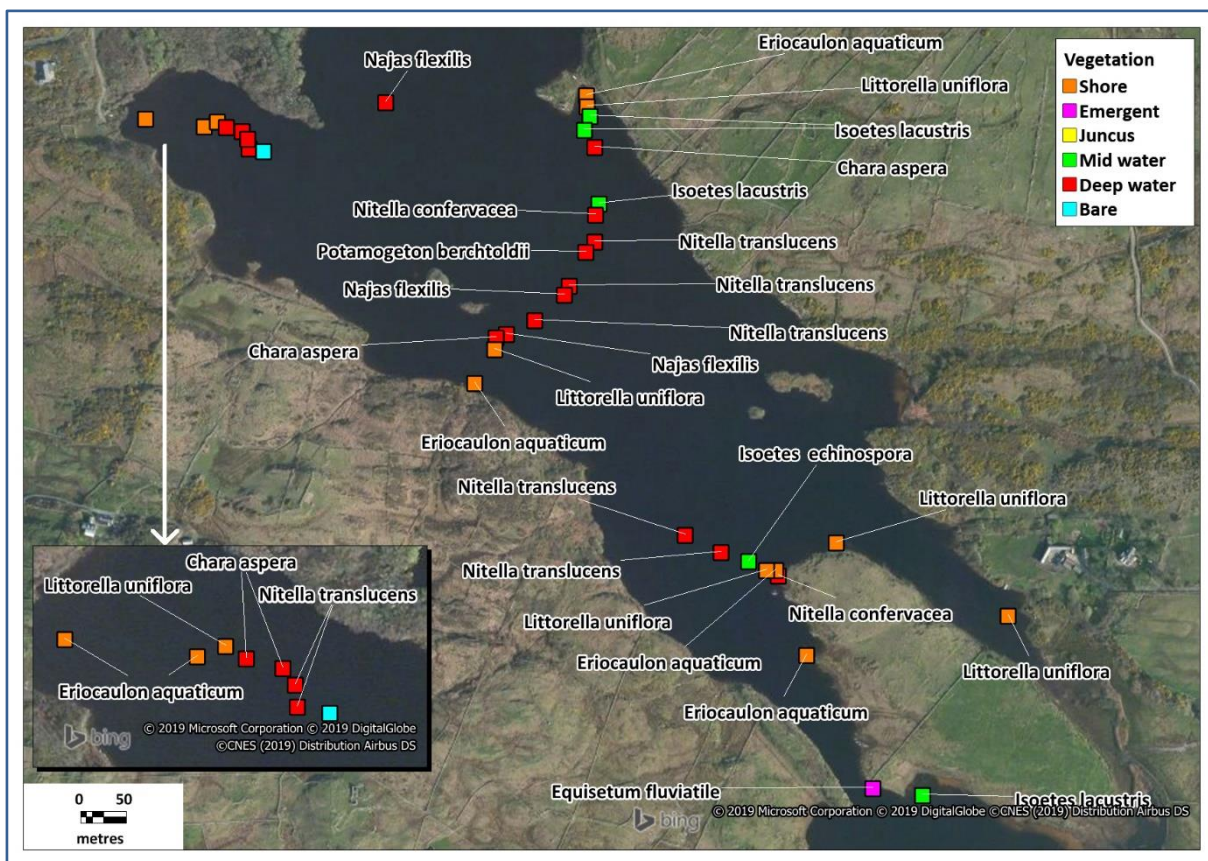 Eriocaulon aquaticum
Najas flexilis
Littorella uniflora
Isoetes lacustris
Chara aspera
Isoetes lacustris
Nitella confervacea
Nitella translucens
Potamogeton berchtoldii
Nitella translucens
Najas flexilis
Nitella translucens
Chara aspera
Najas flexilis
Littorella uniflora
Eriocaulon aquaticum
Isoetes echinospora
Nitella translucens
Littorella uniflora
Nitella translucens
Nitella confervacea
Littorella uniflora
Eriocaulon aquaticum
Littorella uniflora
Eriocaulon aquaticum
Equisetum fluviatile
Isoetes lacustris
© 2019 Microsoft Corporation © 2019 DigitalGlobe ©CNES (2019) Distribution Airbus DS
bing
Vegetation
Shore
Emergent
Juncus
Mid water
Deep water
Bare
Chara aspera
Littorella uniflora
Nitella translucens
Eriocaulon aquaticum
© 2019 Microsoft Corporation © 2019 DigitalGlobe
©CNES (2019) Distribution Airbus DS
bing
0 50
metres